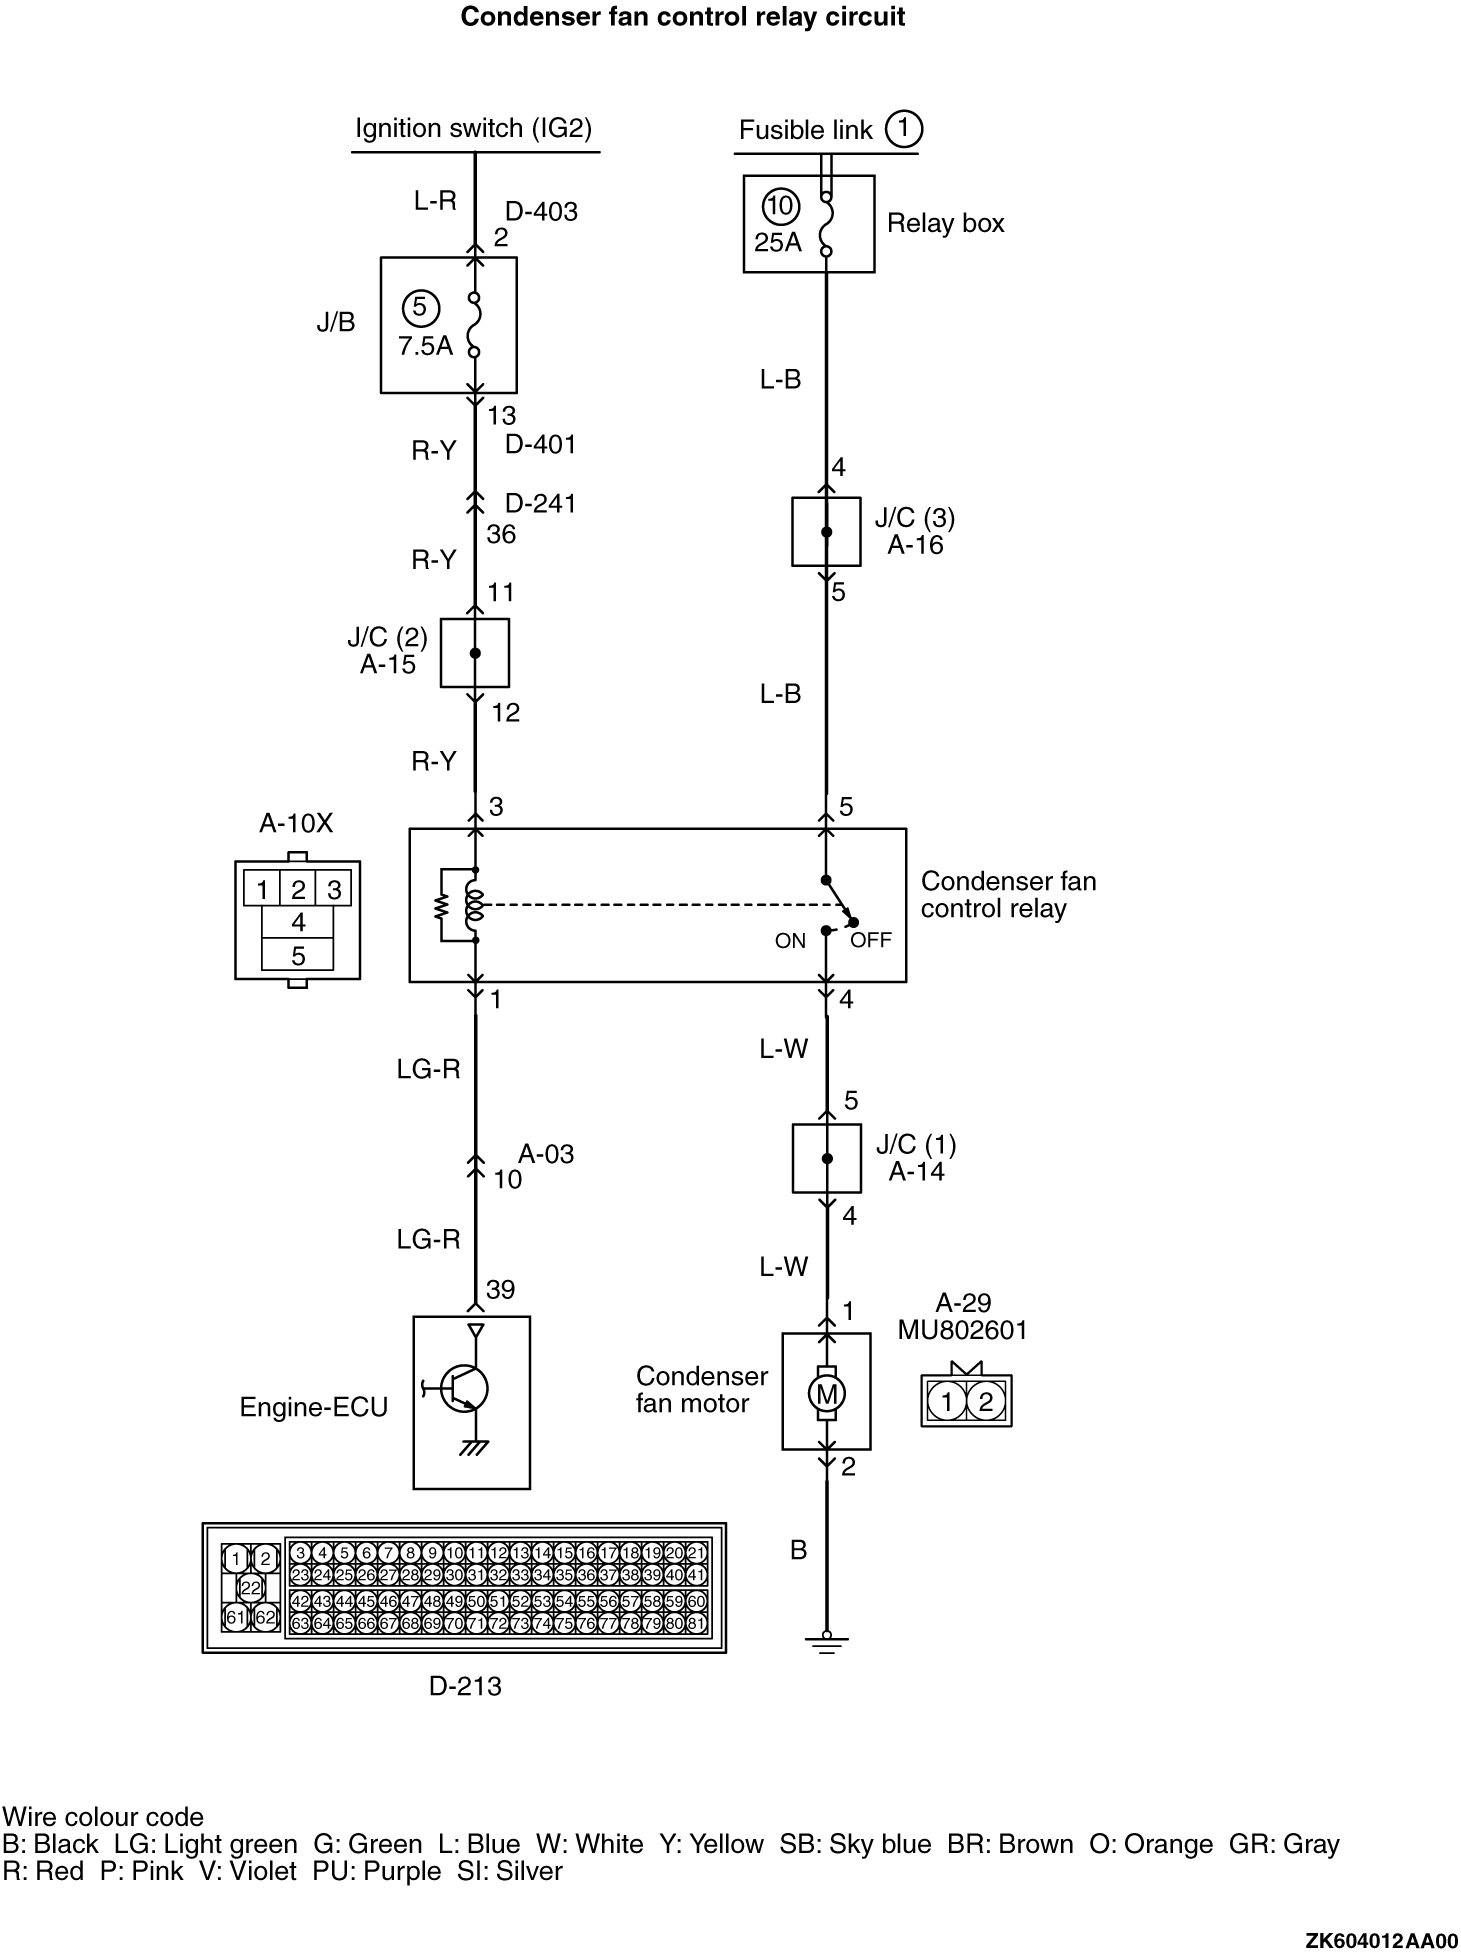 Condenser fan control relay circuit
Ignition switch (IG2)
Fusible link 1
L-R
D-403
2
10
25A
Relay box
J/B
5
7.5A
13
R-Y
D-401
L-B
D-241
36
4
R-Y
11
J/C (3)
A-16
5
J/C (2)
A-15
12
L-B
R-Y
3
5
A-10X
1 2 3
4
5
Condenser fan
control relay
ON
OFF
1
4
LG-R
L-W
5
A-03
10
J/C (1)
A-14
4
LG-R
L-W
39
1
A-29
MU802601
1 2
Engine-ECU
Condenser
fan motor
M
2
B
1 2
22
61 62
3 4 5 6 7 8 9 10 11 12 13 14 15 16 17 18 19 20 21
23 24 25 26 27 28 29 30 31 32 33 34 35 36 37 38 39 40 41
42 43 44 45 46 47 48 49 50 51 52 53 54 55 56 57 58 59 60
63 64 65 66 67 68 69 70 71 72 73 74 75 76 77 78 79 80 81
D-213
Wire colour code
B: Black LG: Light green G: Green L: Blue W: White Y: Yellow SB: Sky blue BR: Brown O: Orange GR: Gray
R: Red P: Pink V: Violet PU: Purple SI: Silver
ZK604012AA00